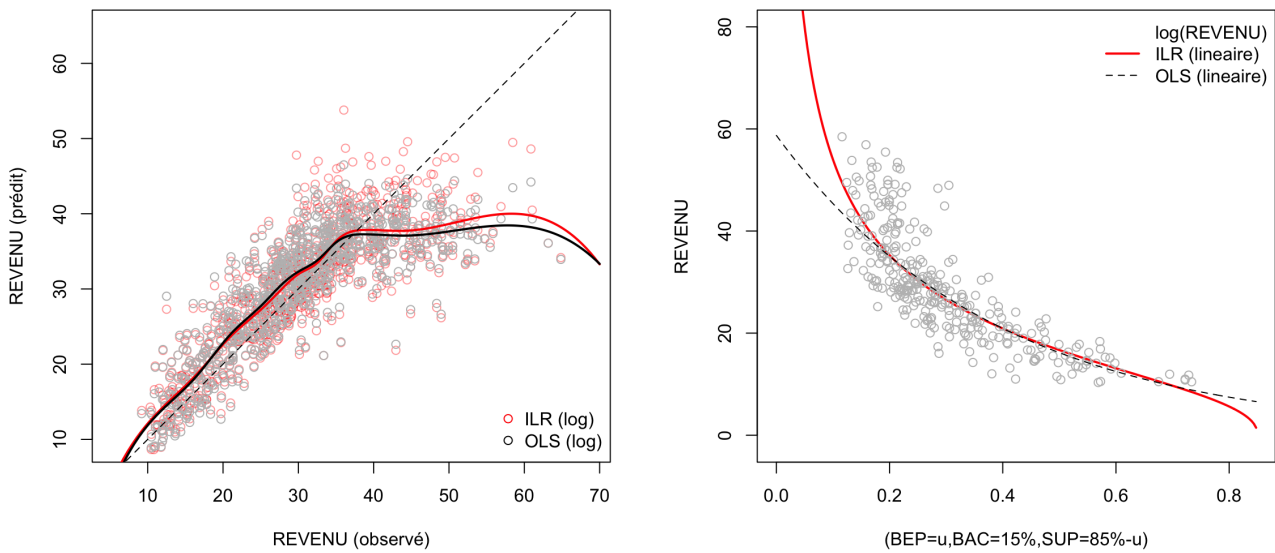 REVENU (prédit)
60
50
40
30
20
10
ILR (log)
OLS (log)
10 20 30 40 50 60 70
REVENU (observé)
REVENU
80
60
40
20
0
log(REVENU)
ILR (lineaire)
OLS (lineaire)
0.0 0.2 0.4 0.6 0.8
(BEP=u,BAC=15%,SUP=85%-u)